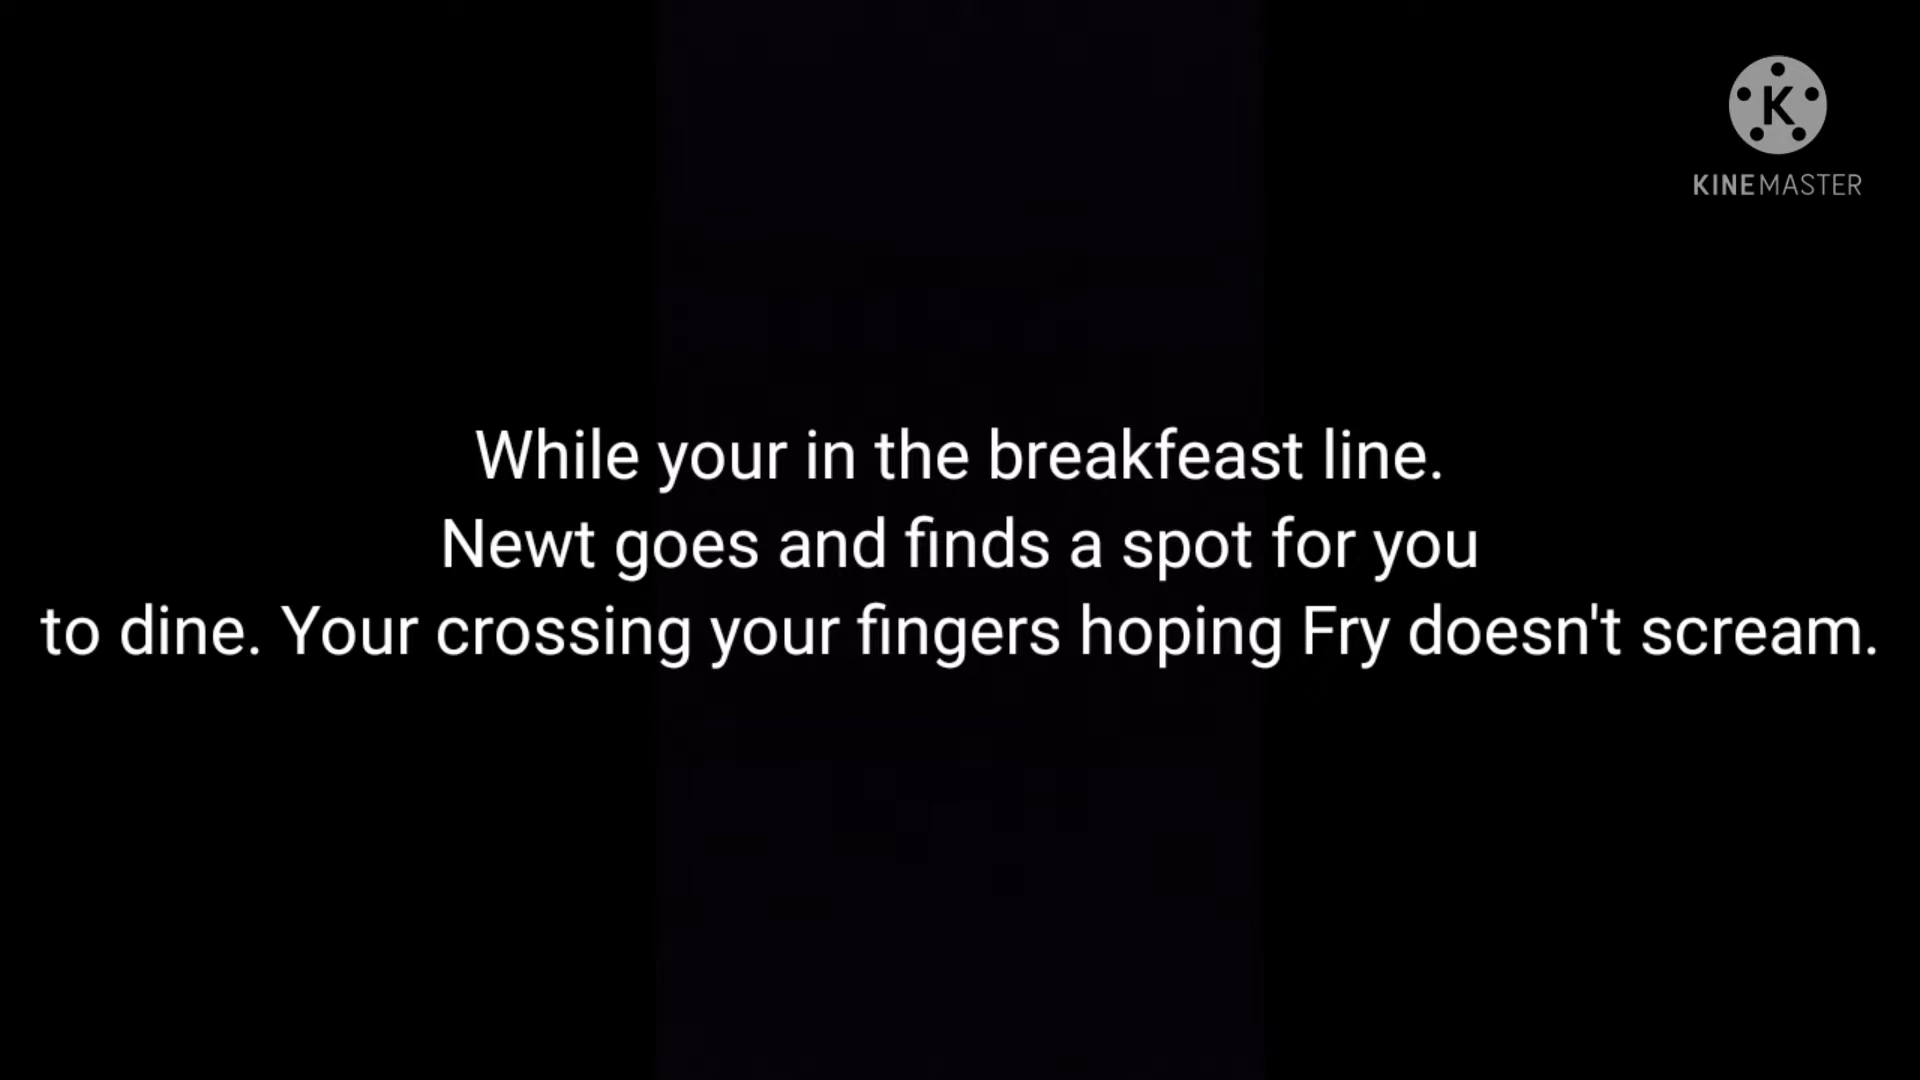 K
KINEMASTER
While your in the breakfeast line.
Newt goes and finds a spot for you
to dine. Your crossing your fingers hoping Fry doesn't scream.